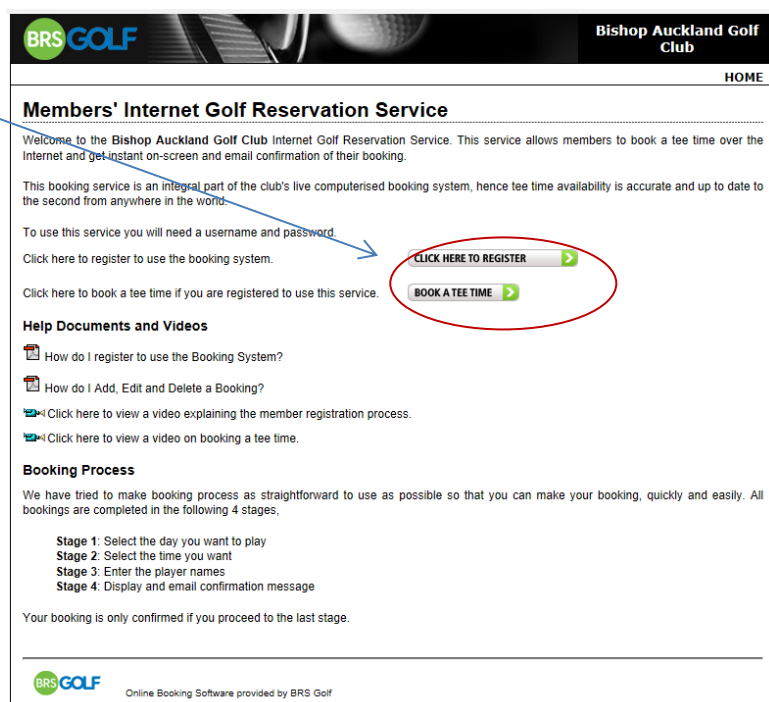 BRS GOLF
Bishop Auckland Golf
Club
HOME
Members' Internet Golf Reservation Service
Welcome to the Bishop Auckland Golf Club Internet Golf Reservation Service. This service allows members to book a tee time over the
Internet and get instant on-screen and email confirmation of their booking.
This booking service is an integral part of the club's live computerised booking system, hence tee time availability is accurate and up to date to
the second from anywhere in the world.
To use this service you will need a username and password.
Click here to register to use the booking system.
CLICK HERE TO REGISTER
Click here to book a tee time if you are registered to use this service.
BOOK A TEE TIME
Help Documents and Videos
How do I register to use the Booking System?
How do I Add, Edit and Delete a Booking?
Click here to view a video explaining the member registration process.
Click here to view a video on booking a tee time.
Booking Process
We have tried to make booking process as straightforward to use as possible so that you can make your booking, quickly and easily. All
bookings are completed in the following 4 stages,
Stage 1: Select the day you want to play
Stage 2: Select the time you want
Stage 3: Enter the player names
Stage 4: Display and email confirmation message
Your booking is only confirmed if you proceed to the last stage.
BRS GOLF
Online Booking Software provided by BRS Golf